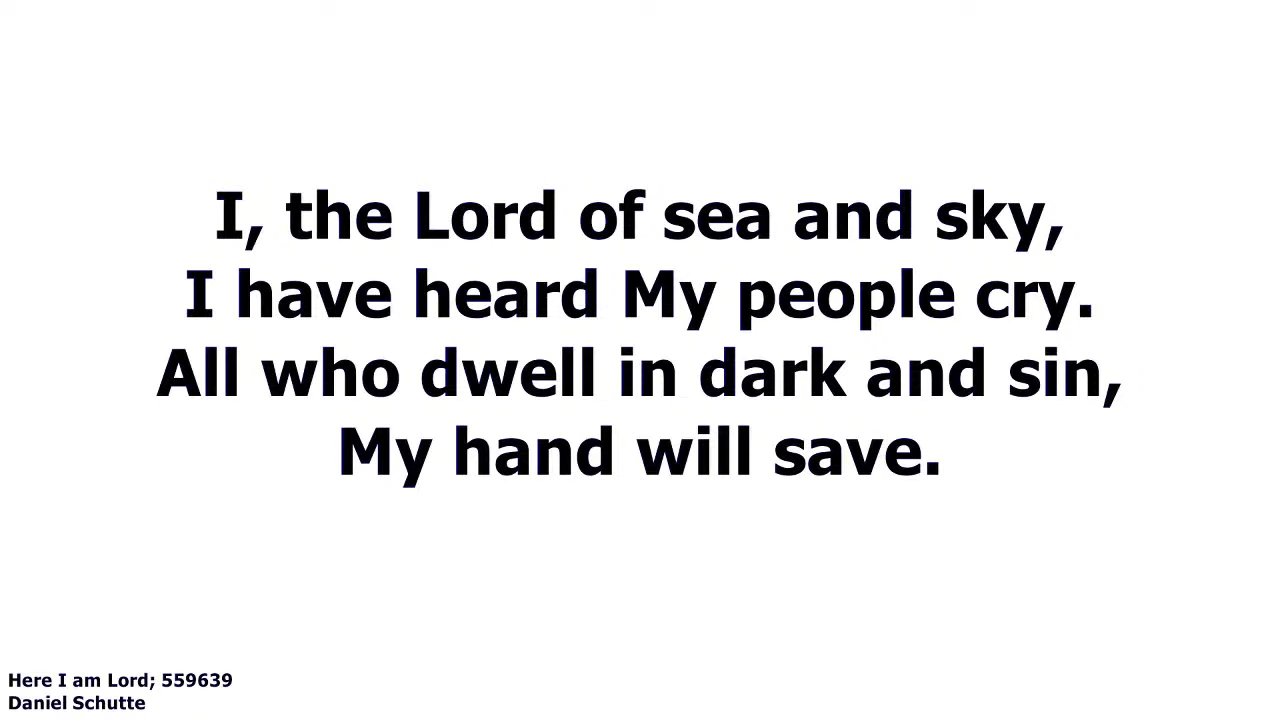 I, the Lord of sea and sky,
I have heard My people cry.
All who dwell in dark and sin,
My hand will save.
Here I am Lord; 559639
Daniel Schutte